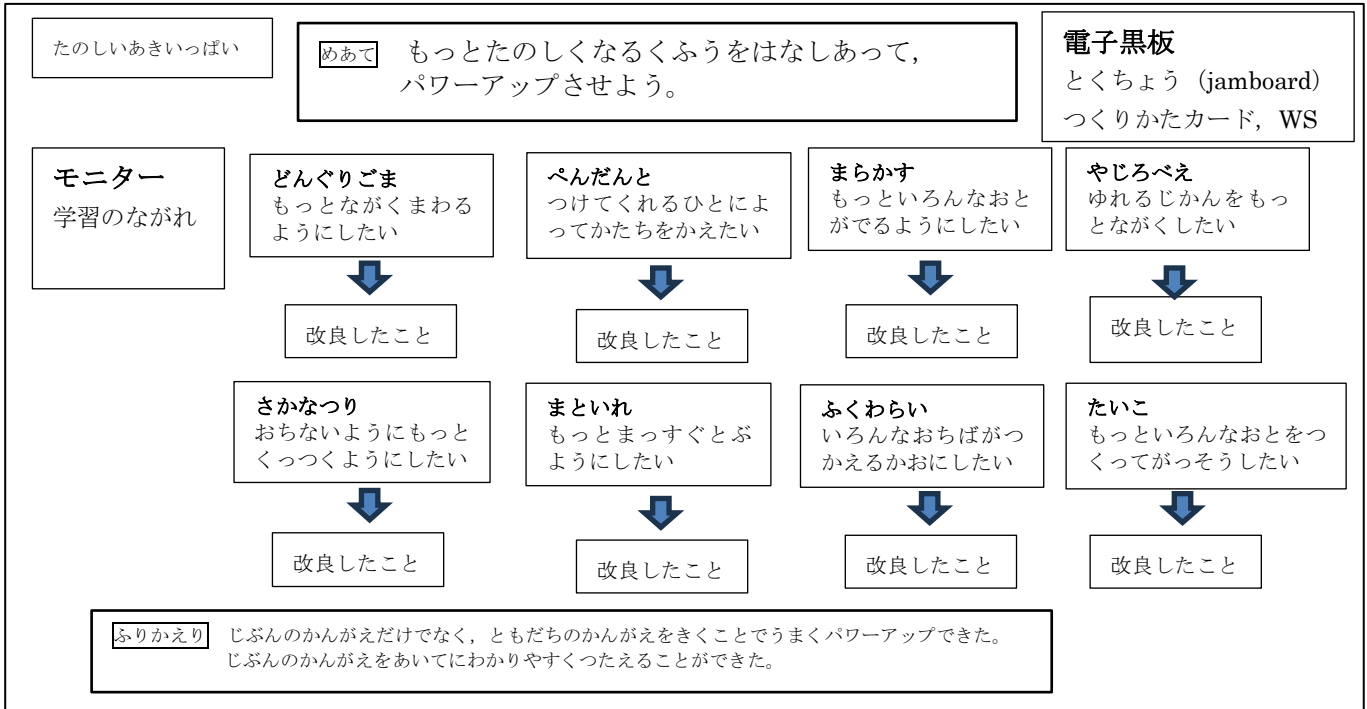 たのしいあきいっぱい
めあて もっとたのしくなるくふうをはなしあって，
パワーアップさせよう。
電子黒板
とくちょう（jamboard）
つくりかたカード，WS
モニター
学習のながれ
どんぐりごま
もっとながくまわる
ようにしたい
ぺんだんと
つけてくれるひとによ
ってかたちをかえたい
まらかす
もっといろんなおと
がでるようにしたい
やじろべえ
ゆれるじかんをもっ
とながくしたい
改良したこと
改良したこと
改良したこと
改良したこと
さかなつり
おちないようにもっと
くっつくようにしたい
まといれ
もっとまっすぐとぶ
ようにしたい
ふくわらい
いろんなおちばがつ
かえるかおにしたい
たいこ
もっといろんなおとをつ
くってがっそうしたい
改良したこと
改良したこと
改良したこと
改良したこと
ふりかえり じぶんのかんがえだけでなく，ともだちのかんがえをきくことでうまくパワーアップできた。
じぶんのかんがえをあいてにわかりやすくつたえることができた。